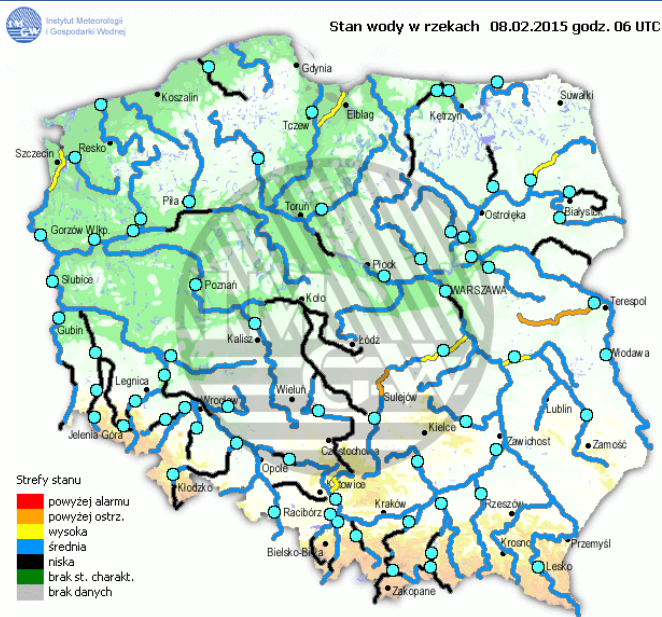 Instytut Meteorologii
i Gospodarki Wodnej
Stan wody w rzekach 08.02.2015 godz. 06 UTC
Gdynia
Koszalin
Suwałki
Elbląg
Kętrzyn
Tczew
Resko
Szczecin
Piła
Toruń
Ostrołęka
Białystok
Gorzów Wlkp.
Płock
Słubice
Poznań
Koło
WARSZAWA
Terespol
Gubin
Kalisz
Łódź
Włodawa
Legnica
Wieluń
Sulejów
Wrocław
Lublin
Jelenia Góra
Kielce
Zamość
Częstochowa
Zawichost
Opole
Strefy stanu
Kłodzko
Katowice
powyżej alarmu
powyżej ostrz.
Racibórz
Kraków
Rzeszów
wysoka
średnia
Bielsko-Biała
Krosno
Przemyśl
niska
Lesko
brak st. charakt.
brak danych
Zakopane